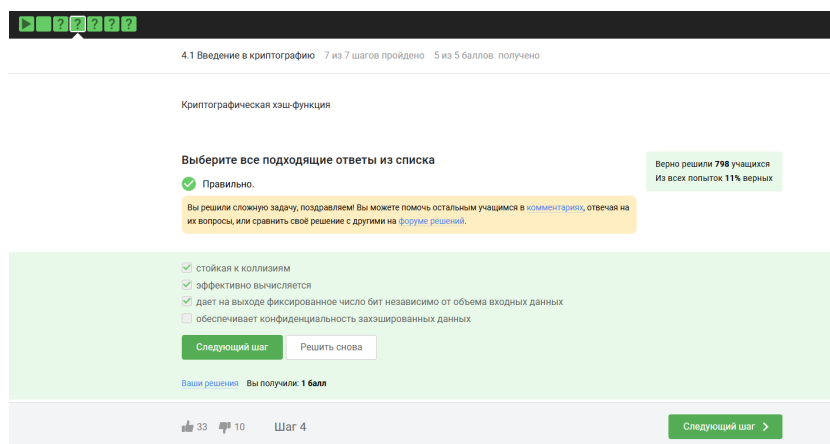 ? ? ? ? ?
4.1 Введение в криптографию 7 из 7 шагов пройдено 5 из 5 баллов получено
Криптографическая хэш-функция
Выберите все подходящие ответы из списка
Верно решили 798 учащихся
Из всех попыток 11% верных
Правильно.
Вы решили сложную задачу, поздравляем! Вы можете помочь остальным учащимся в комментариях, отвечая на
их вопросы, или сравнить своё решение с другими на форуме решений.
стойкая к коллизиям
эффективно вычисляется
дает на выходе фиксированное число бит независимо от объема входных данных
обеспечивает конфиденциальность захэшированных данных
Следующий шаг Решить снова
Ваши решения Вы получили: 1 балл
33 10 Шаг 4 Следующий шаг